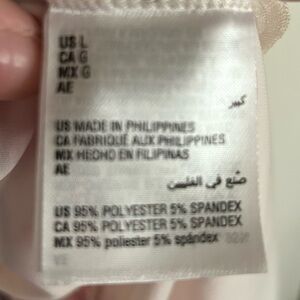 US L
CA G
MX G
AE
كبير
US MADE IN PHILIPPINES
CA FABRIQUÉ AUX PHILIPPINES
MX HECHO EN FILIPINAS
AE
صنع في الفلبين
US 95% POLYESTER 5% SPANDEX
CA 95% POLYESTER 5% SPANDEX
MX 95% poliester 5% spándex